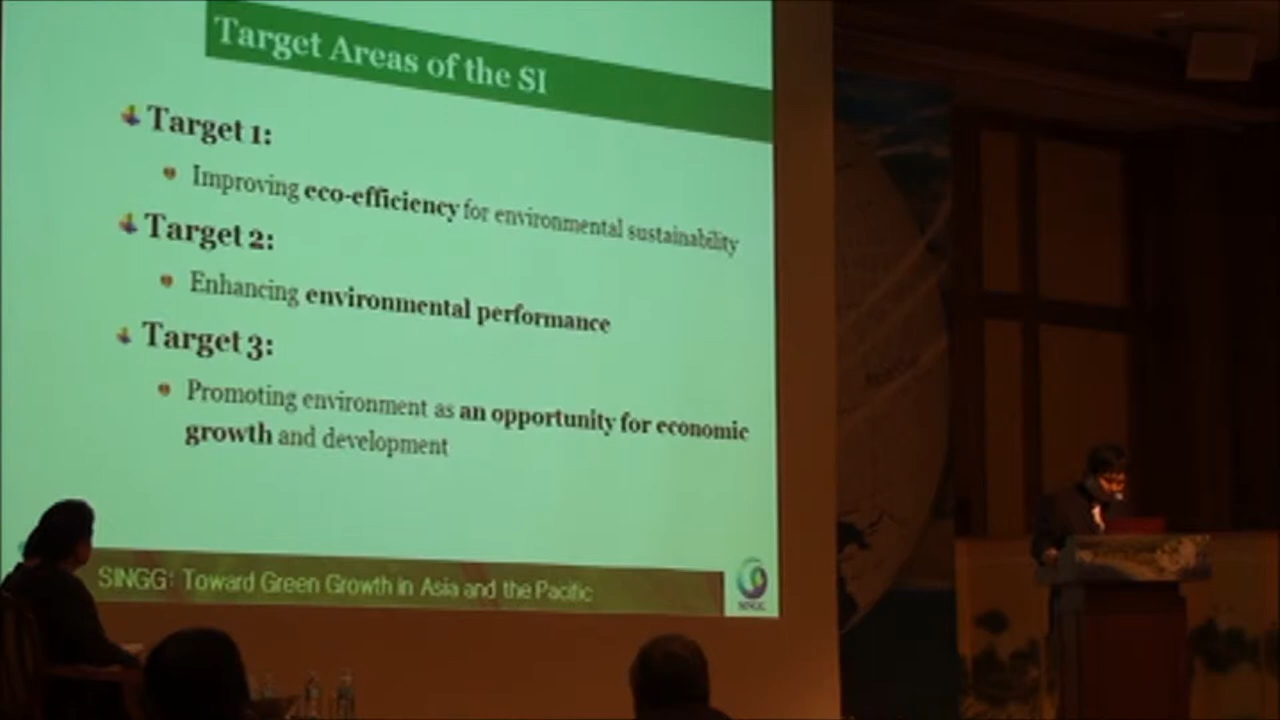 Target Areas of the SI
Target 1:
Improving eco-efficiency for environmental sustainability
Target 2:
Enhancing environmental performance
Target 3:
Promoting environment as an opportunity for economic
growth and development
SINGG: Toward Green Growth in Asia and the Pacific